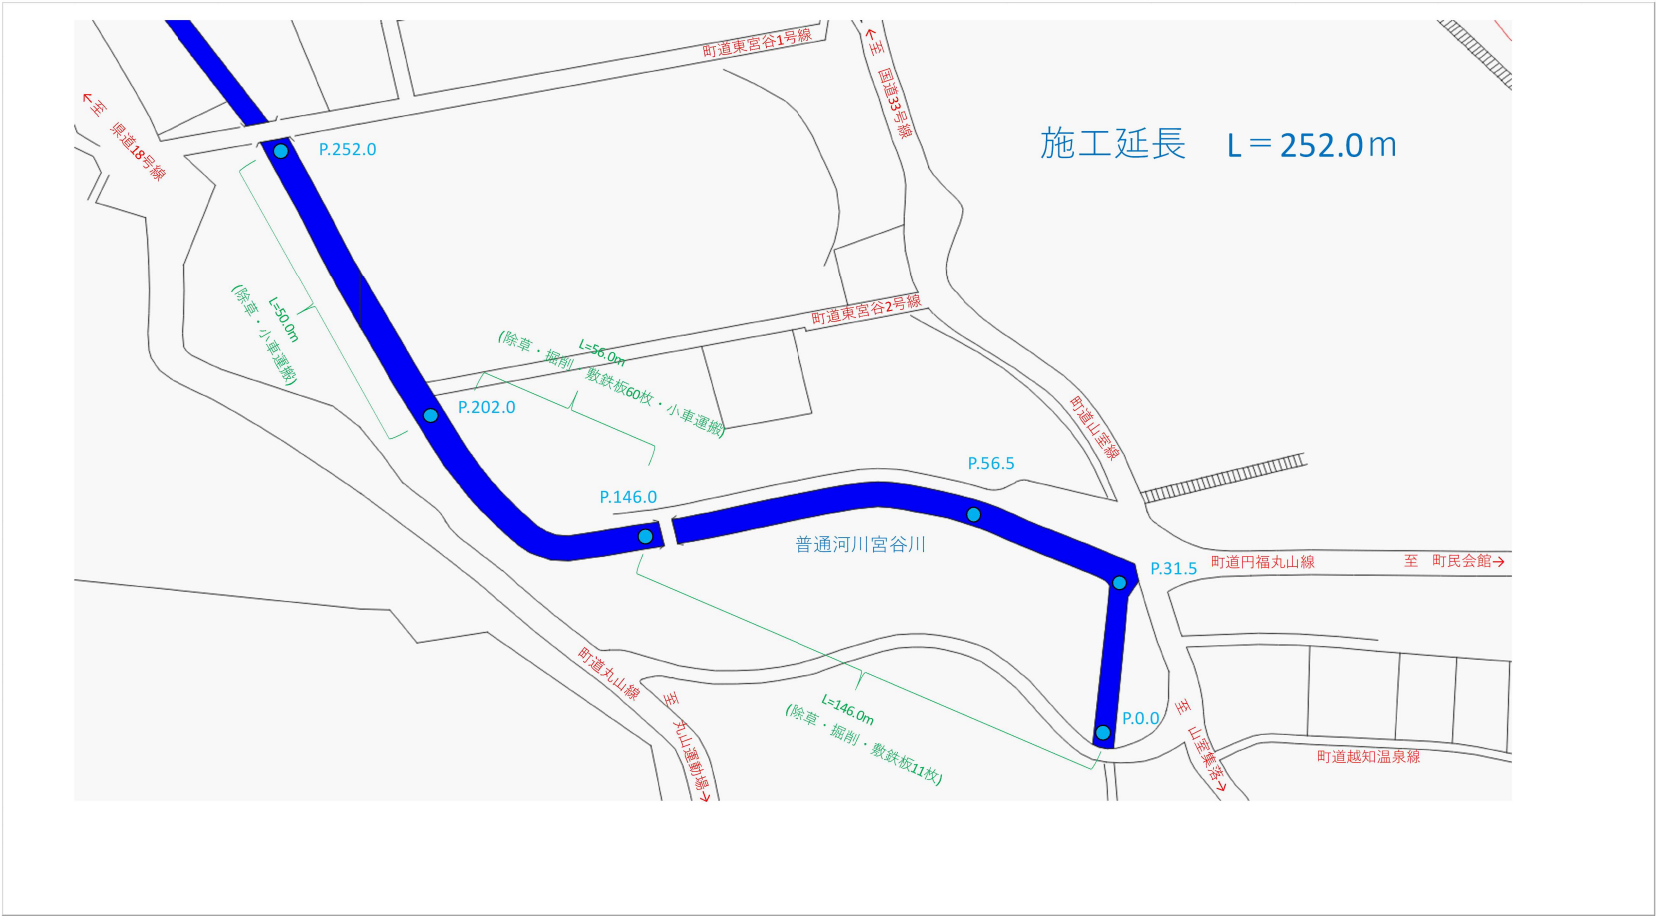 町道東宮谷1号線
←至　国道33号線
←至　県道18号線
施工延長　L＝252.0ｍ
P.252.0
L=50.0m
(除草・小車運搬)
町道東宮谷2号線
L=56.0m
(除草・掘削　敷鉄板60枚・小車運搬)
P.202.0
町道山室線
P.56.5
P.146.0
普通河川宮谷川
P.31.5
町道円福丸山線
至　町民会館→
町道丸山線
至　丸山運動場→
L=146.0m
(除草・掘削・敷鉄板11枚)
P.0.0
至　山室集落→
町道越知温泉線